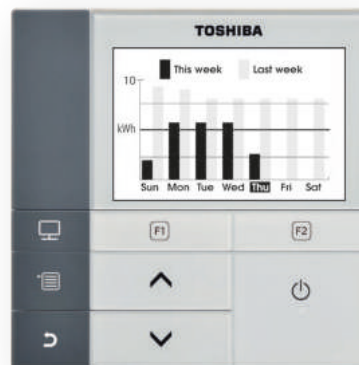 TOSHIBA
This week Last week
10
kWh
Sun Mon Tue Wed Thu Fri Sat
F1 F2